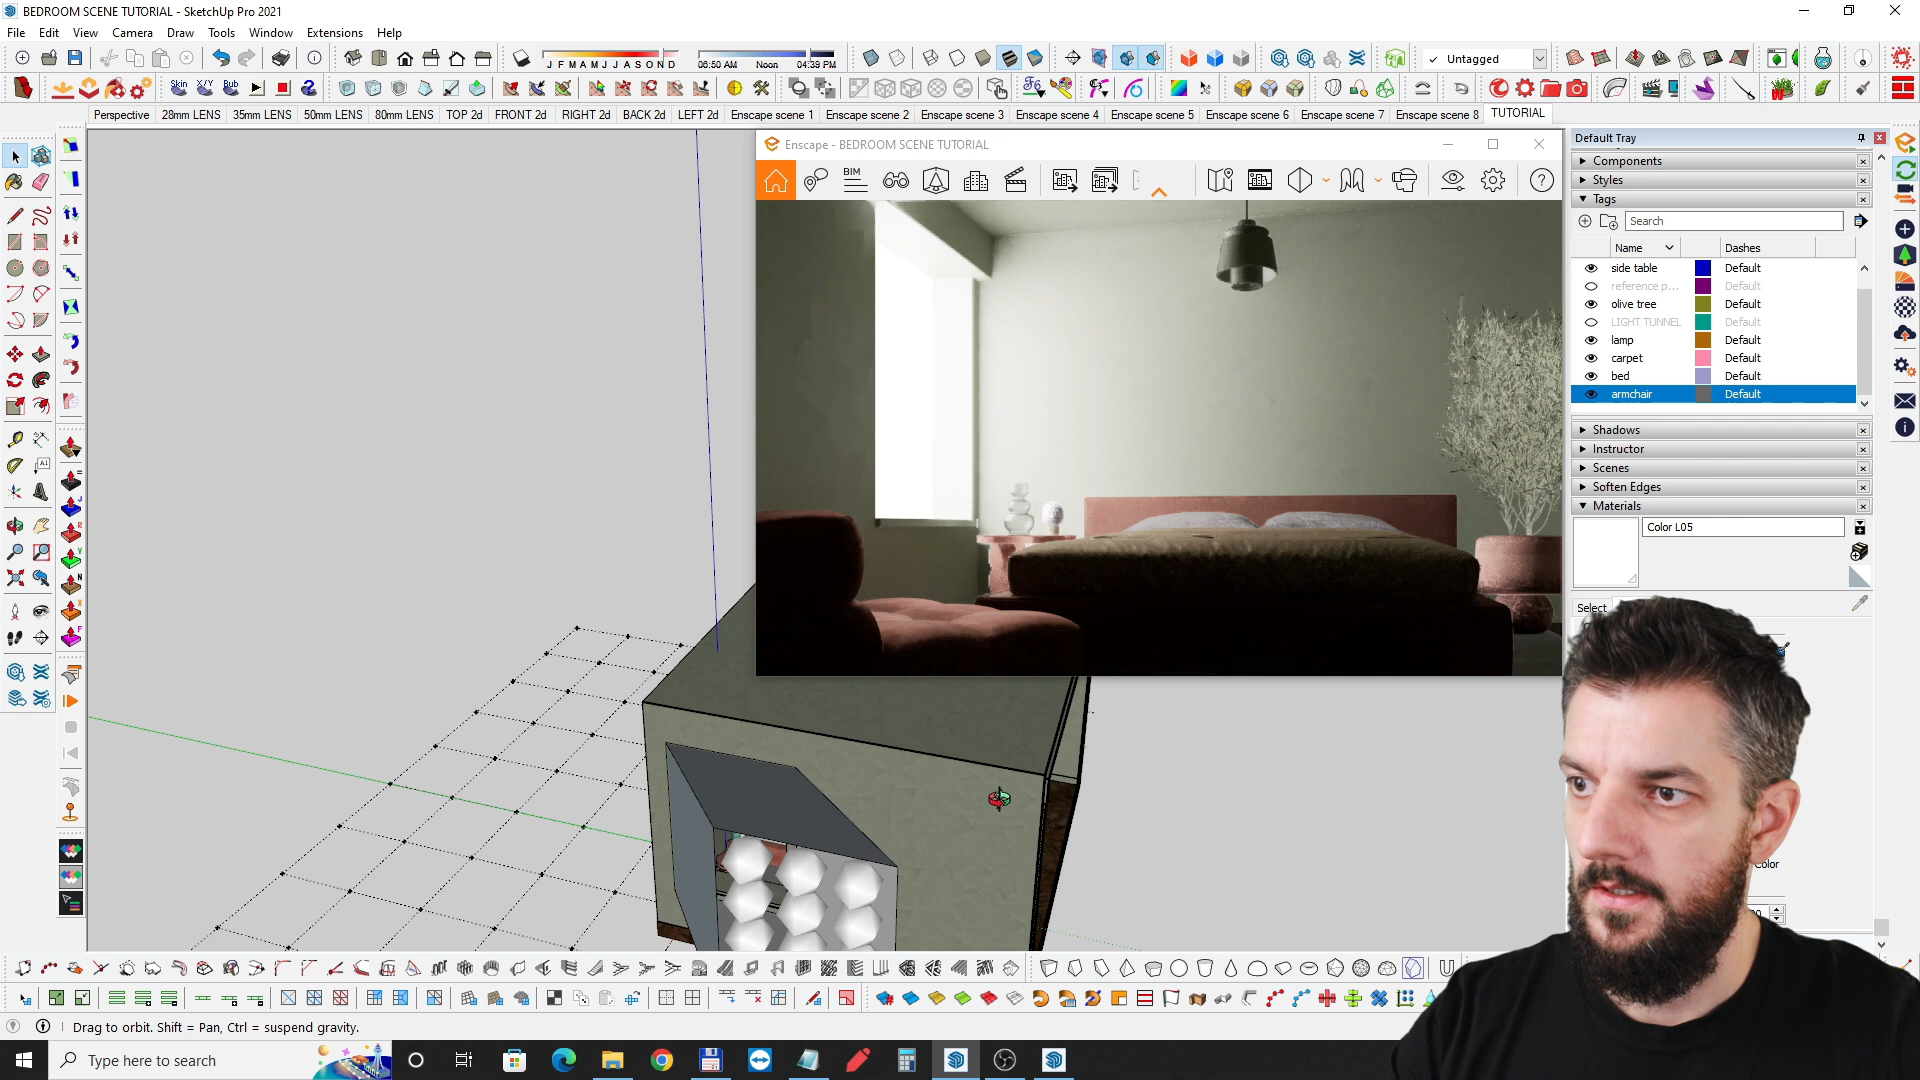 BEDROOM SCENE TUTORIAL - SketchUp Pro 2021
File Edit View Camera Draw Tools Window Extensions Help
J F M A M J J A S O N D
06:50 AM Noon 04:39 PM
Untagged
Skin X/Y Bub
Perspective 28mm LENS 35mm LENS 50mm LENS 80mm LENS TOP 2d FRONT 2d RIGHT 2d BACK 2d LEFT 2d Enscape scene 1 Enscape scene 2 Enscape scene 3 Enscape scene 4 Enscape scene 5 Enscape scene 6 Enscape scene 7 Enscape scene 8 TUTORIAL
Enscape - BEDROOM SCENE TUTORIAL
BIM
Default Tray
Components
Styles
Tags
Search
Name Dashes
side table Default
reference p... Default
olive tree Default
LIGHT TUNNEL Default
lamp Default
carpet Default
bed Default
armchair Default
Shadows
Instructor
Scenes
Soften Edges
Materials
Color L05
Select
Color
Drag to orbit. Shift = Pan, Ctrl = suspend gravity.
Type here to search